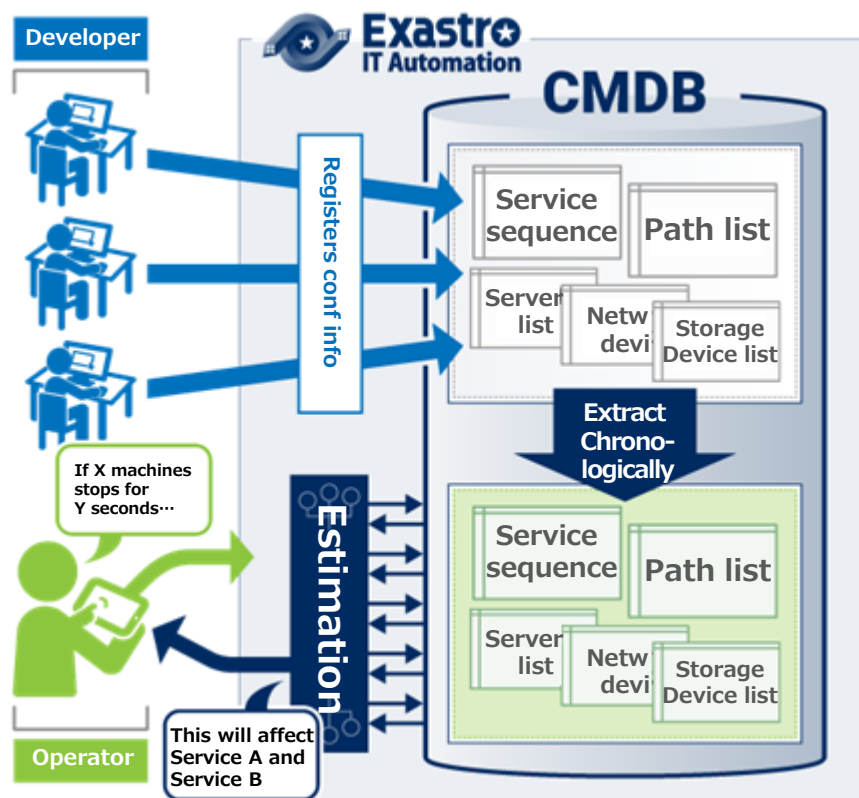 Developer
Exastro
IT Automation
CMDB
Registers conf info
Service
sequence
Path list
Server
list
Netw
devi
Storage
Device list
Extract
Chrono-
logically
If X machines
stops for
Y seconds…
Estimation
Service
sequence
Path list
Server
list
Netw
devi
Storage
Device list
This will affect
Service A and
Service B
Operator